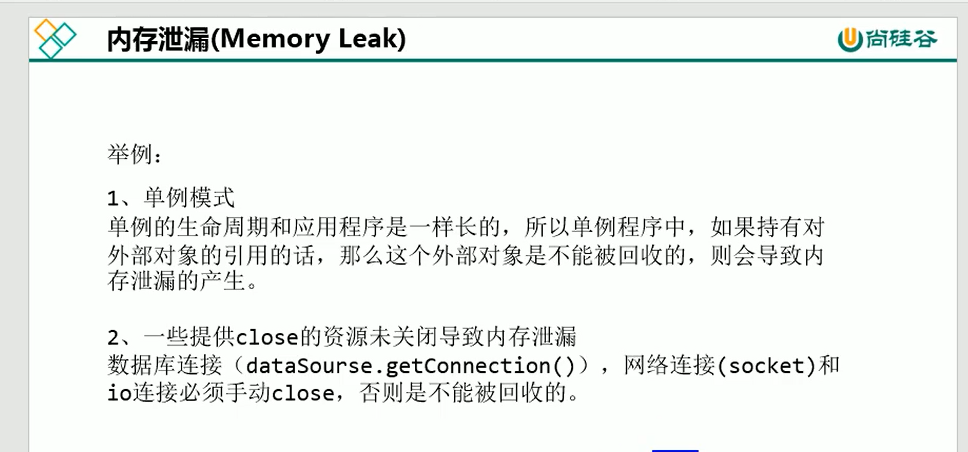 内存泄漏(Memory Leak)
尚硅谷
举例：
1、单例模式
单例的生命周期和应用程序是一样长的，所以单例程序中，如果持有对
外部对象的引用的话，那么这个外部对象是不能被回收的，则会导致内
存泄漏的产生。
2、一些提供close的资源未关闭导致内存泄漏
数据库连接（dataSourse.getConnection()），网络连接(socket)和
io连接必须手动close，否则是不能被回收的。